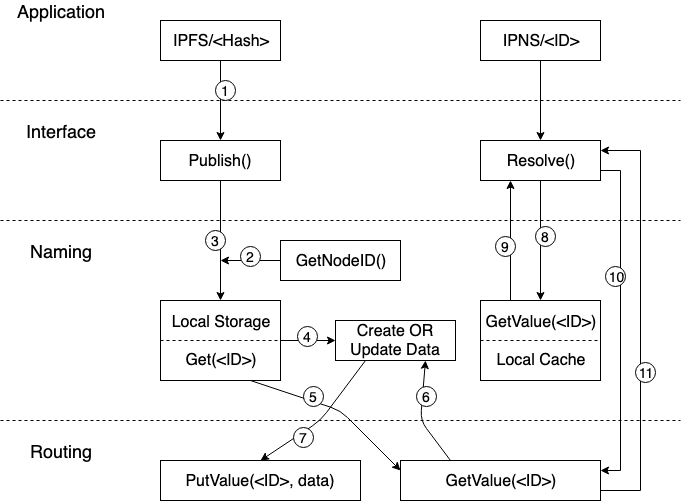 Application
IPFS/<Hash>
IPNS/<ID>
1
Interface
Publish()
Resolve()
Naming
3
2
GetNodeID()
9
8
10
Local Storage
Get(<ID>)
4
Create OR
Update Data
GetValue(<ID>)
Local Cache
11
5
6
7
Routing
PutValue(<ID>, data)
GetValue(<ID>)